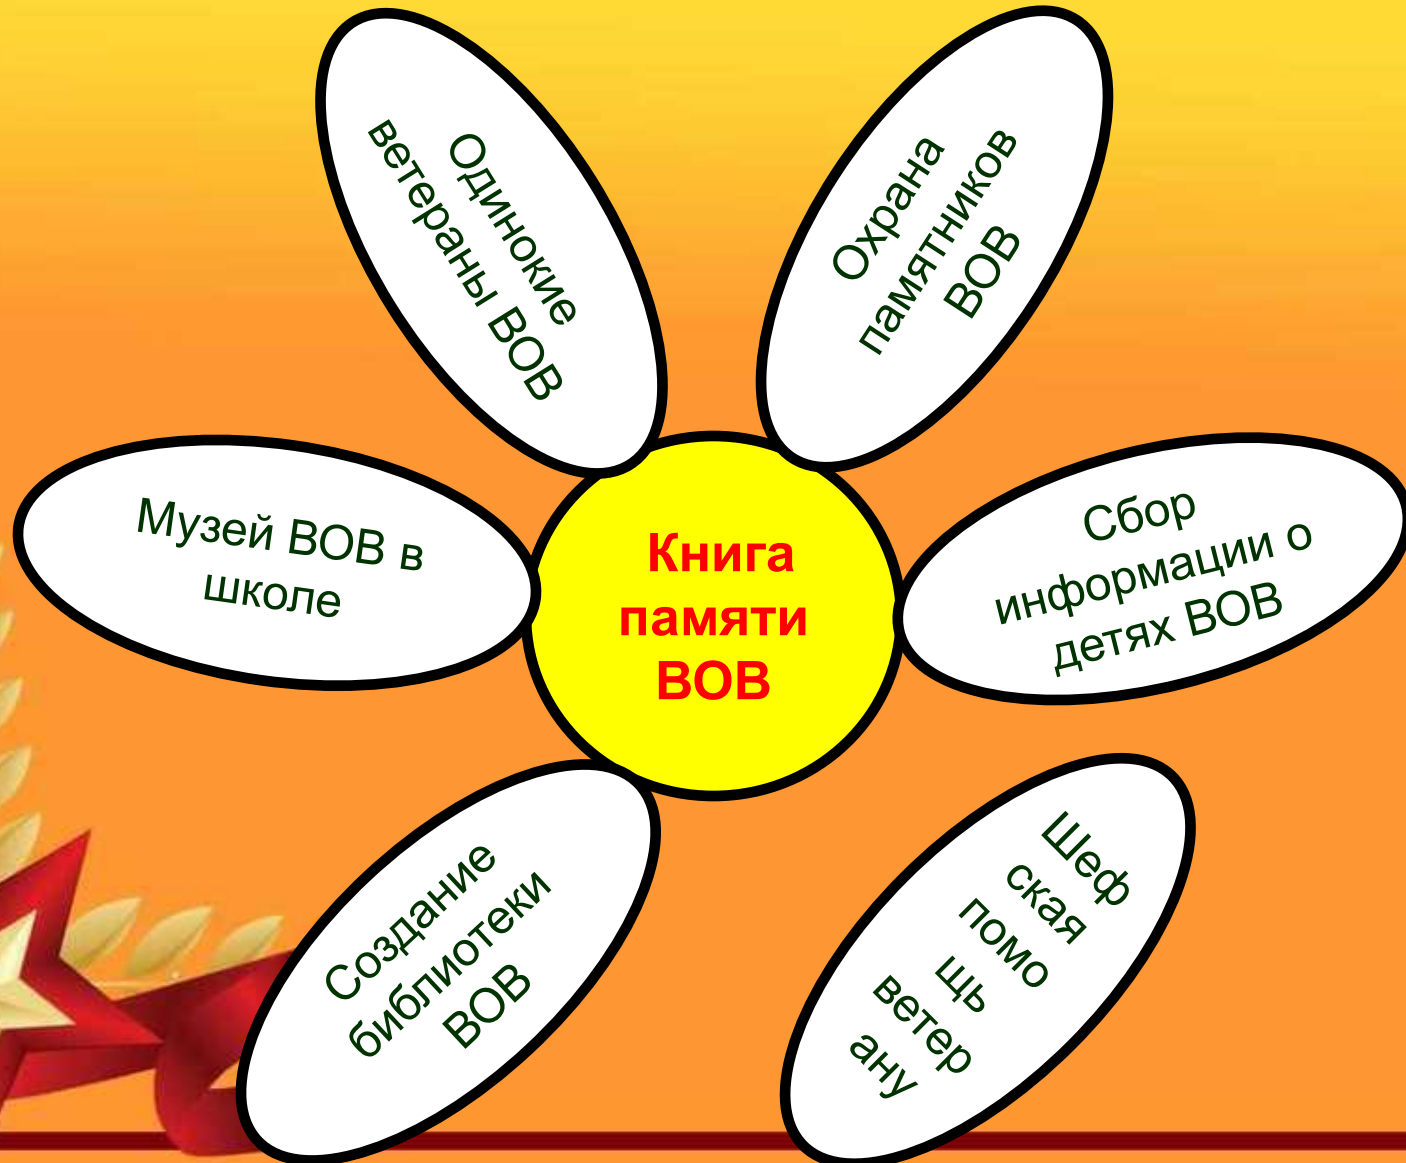 Одинокие
ветераны ВОВ
Охрана
памятников
ВОВ
Музей ВОВ в
школе
Книга
памяти
ВОВ
Сбор
информации о
детях ВОВ
Создание
библиотеки
ВОВ
Шеф
ская
помо
щь
ветер
ану